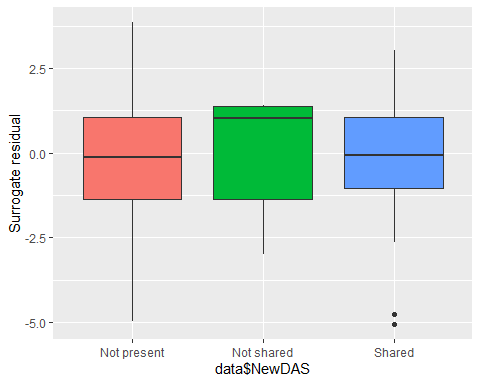 Surrogate residual
2.5
0.0
-2.5
-5.0
Not present Not shared Shared
data$NewDAS